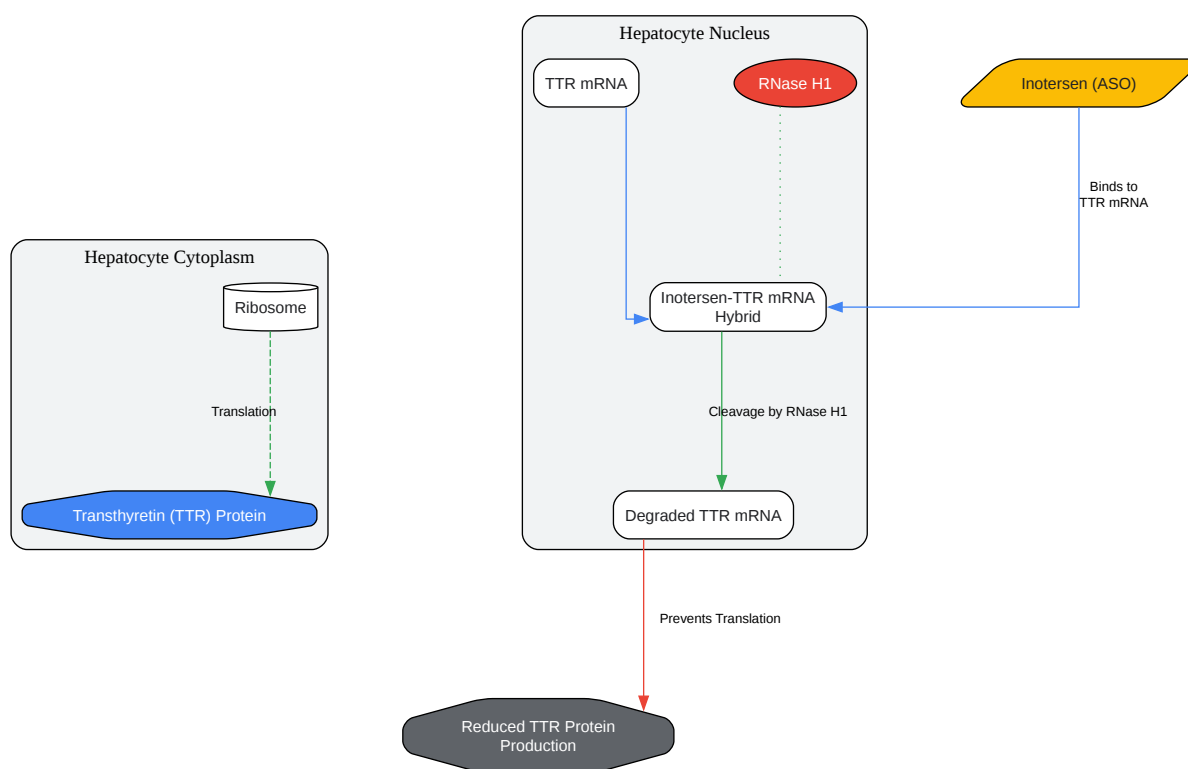 Hepatocyte Nucleus
TTR mRNA
RNase H1
Inotersen (ASO)
Binds to
TTR mRNA
Hepatocyte Cytoplasm
Ribosome
Inotersen-TTR mRNA
Hybrid
Translation
Cleavage by RNase H1
Transthyretin (TTR) Protein
Degraded TTR mRNA
Prevents Translation
Reduced TTR Protein
Production